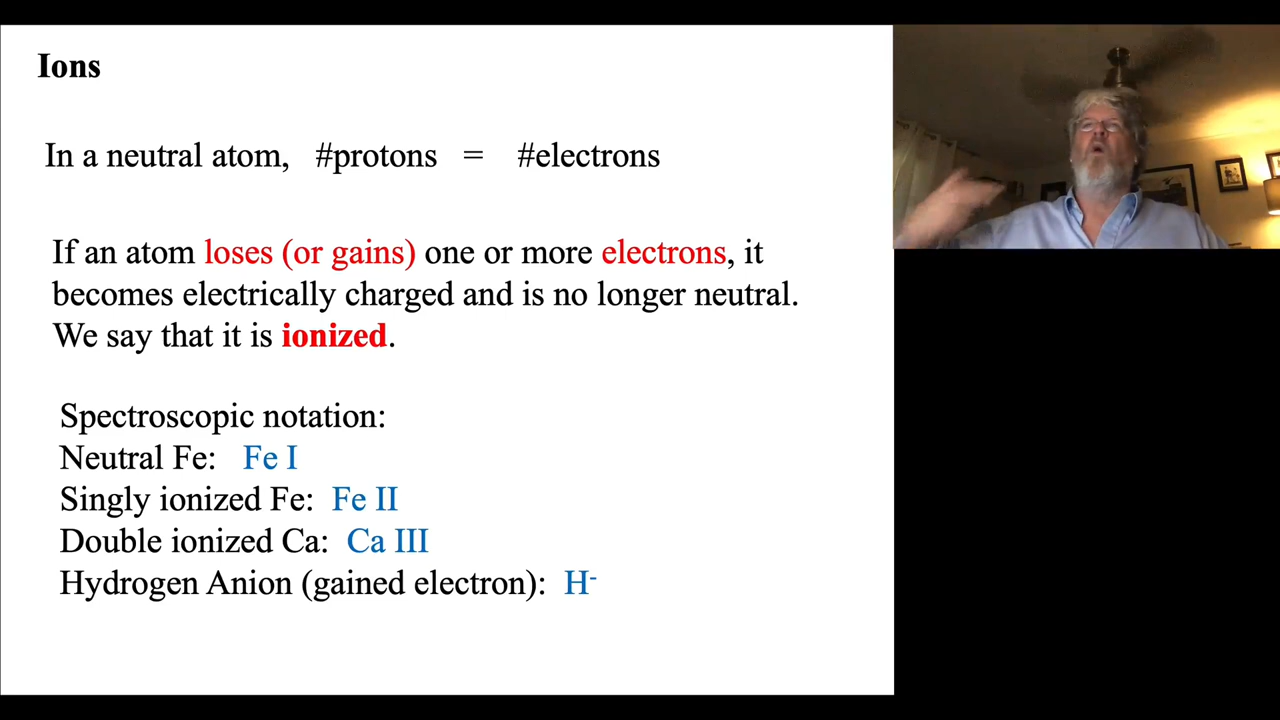 Ions
In a neutral atom, #protons = #electrons
If an atom loses (or gains) one or more electrons, it
becomes electrically charged and is no longer neutral.
We say that it is ionized.
Spectroscopic notation:
Neutral Fe: Fe I
Singly ionized Fe: Fe II
Double ionized Ca: Ca III
Hydrogen Anion (gained electron): H⁻